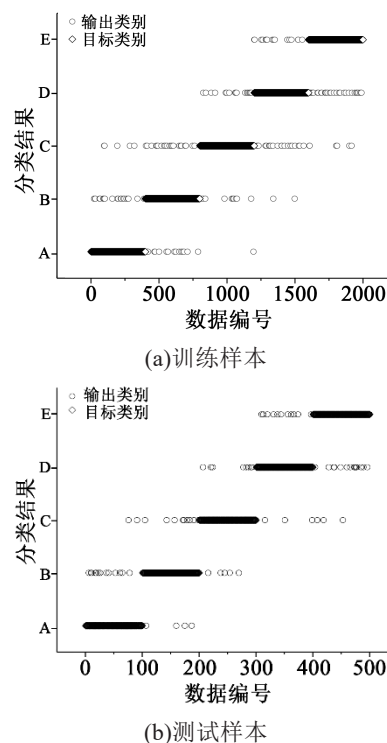 ○ 输出类别
◇ 目标类别
E
D
C
B
A
分类结果
0 500 1000 1500 2000
数据编号
(a)训练样本
○ 输出类别
◇ 目标类别
E
D
C
B
A
分类结果
0 100 200 300 400 500
数据编号
(b)测试样本